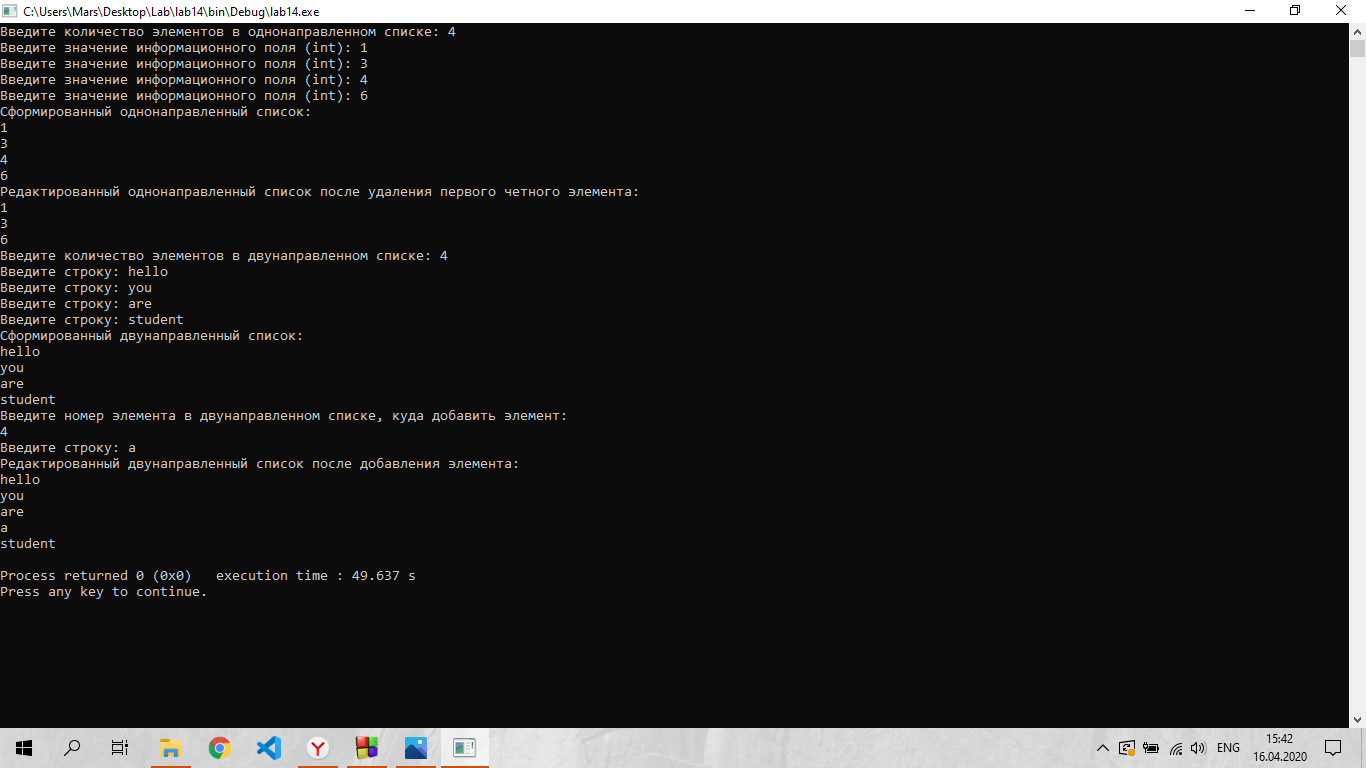 C:\Users\Mars\Desktop\Lab\lab14\bin\Debug\lab14.exe
Введите количество элементов в однонаправленном списке: 4
Введите значение информационного поля (int): 1
Введите значение информационного поля (int): 3
Введите значение информационного поля (int): 4
Введите значение информационного поля (int): 6
Сформированный однонаправленный список:
1
3
4
6
Редактированный однонаправленный список после удаления первого четного элемента:
1
3
6
Введите количество элементов в двунаправленном списке: 4
Введите строку: hello
Введите строку: you
Введите строку: are
Введите строку: student
Сформированный двунаправленный список:
hello
you
are
student
Введите номер элемента в двунаправленном списке, куда добавить элемент:
4
Введите строку: a
Редактированный двунаправленный список после добавления элемента:
hello
you
are
a
student
Process returned 0 (0x0)   execution time : 49.637 s
Press any key to continue.
ENG
15:42
16.04.2020